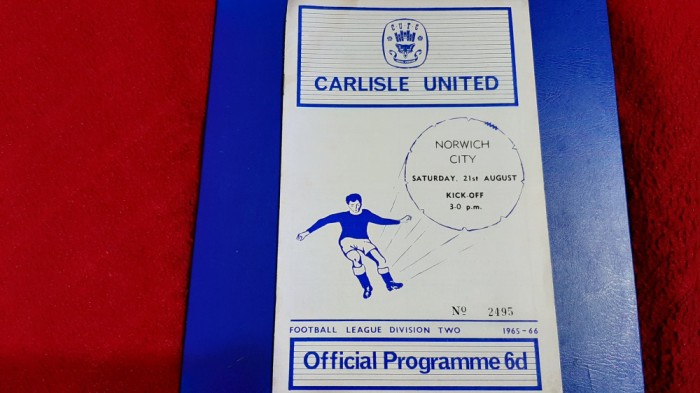 C U F C
CARLISLE UNITED
NORWICH
CITY
SATURDAY, 21st AUGUST
KICK-OFF
3-0 p.m.
Nº 2495
FOOTBALL LEAGUE DIVISION TWO 1965-66
Official Programme 6d